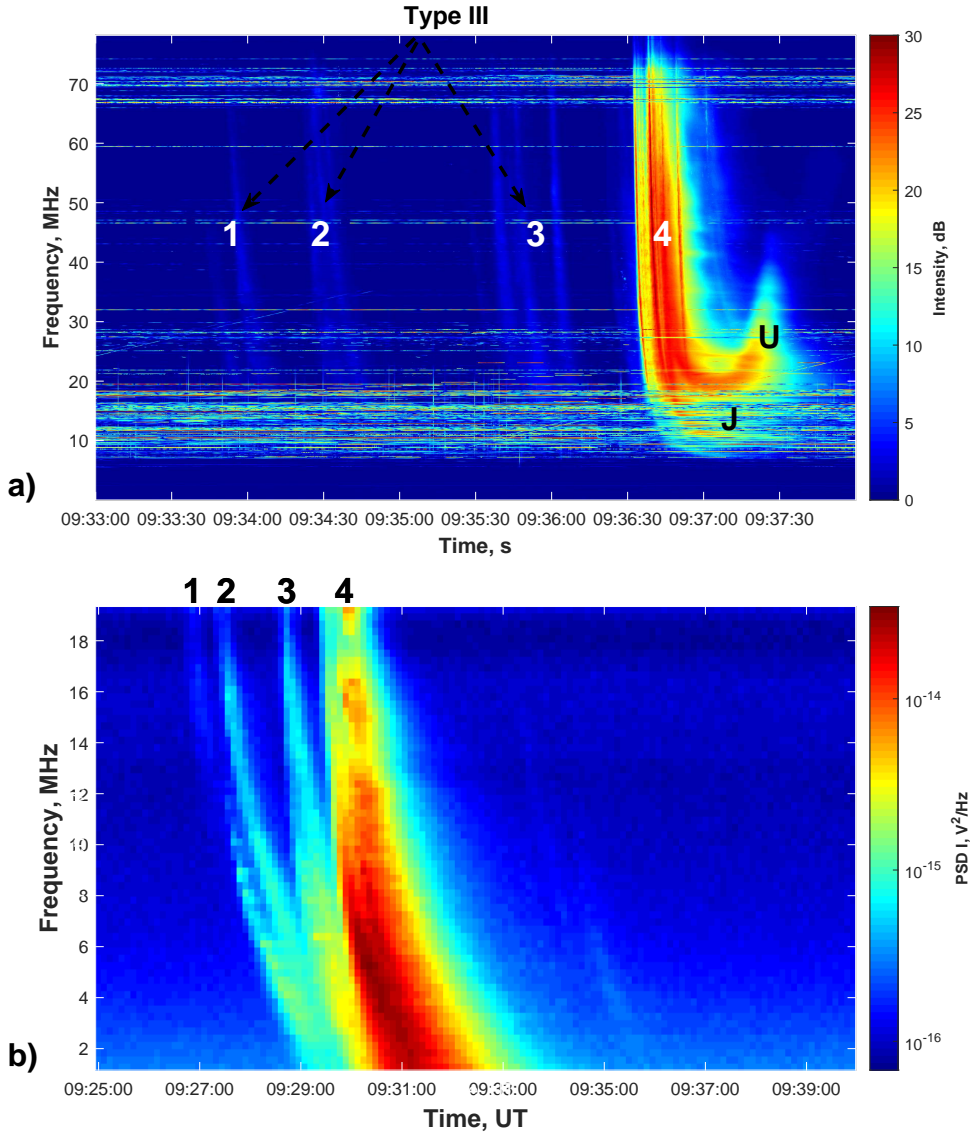 Type III
70
60
50
40
30
20
10
Frequency, MHz
1
2
3
4
U
J
30
25
20
15
10
5
0
Intensity, dB
a)
09:33:00 09:33:30 09:34:00 09:34:30 09:35:00 09:35:30 09:36:00 09:36:30 09:37:00 09:37:30
Time, s
1 2 3 4
18
16
14
12
10
8
6
4
2
Frequency, MHz
10⁻¹⁴
10⁻¹⁵
10⁻¹⁶
PSD I, V²/Hz
b)
09:25:00 09:27:00 09:29:00 09:31:00 09:33:00 09:35:00 09:37:00 09:39:00
Time, UT